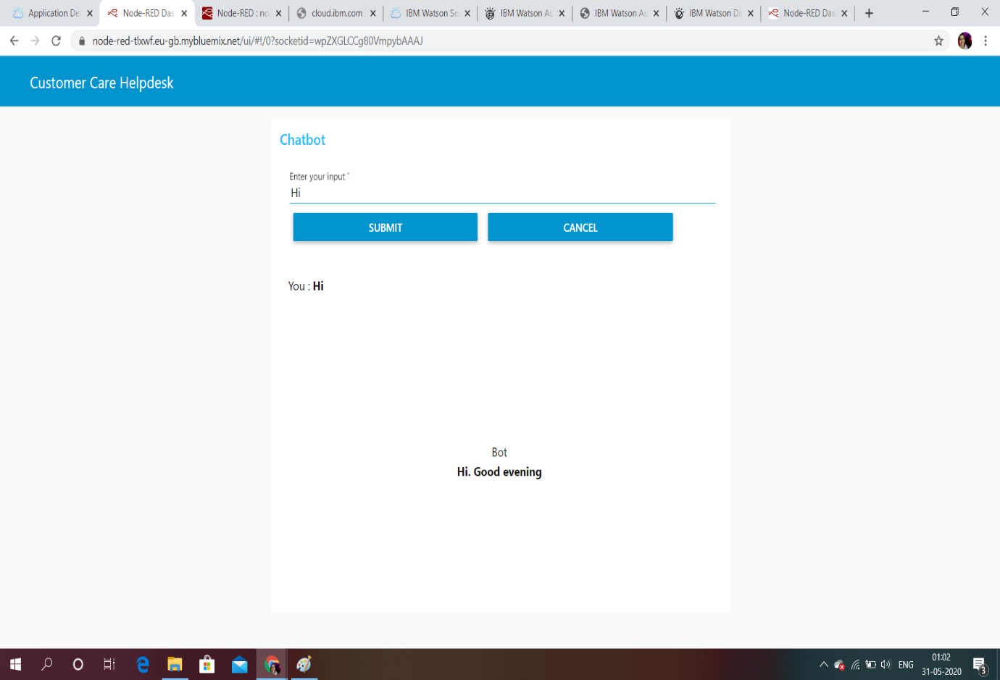 Application De
Node-RED Das
Node-RED : no
cloud.ibm.com
IBM Watson Se
IBM Watson As
IBM Watson As
IBM Watson Di
Node-RED Das
node-red-tlxwf.eu-gb.mybluemix.net/ui/#!/0?socketid=wpZXGLCCg80VmpybAAAJ
Customer Care Helpdesk
Chatbot
Enter your input *
Hi
SUBMIT
CANCEL
You : Hi
Bot
Hi. Good evening
ENG
01:02
31-05-2020
3